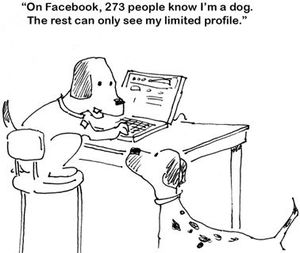 “On Facebook, 273 people know I’m a dog.
The rest can only see my limited profile.”